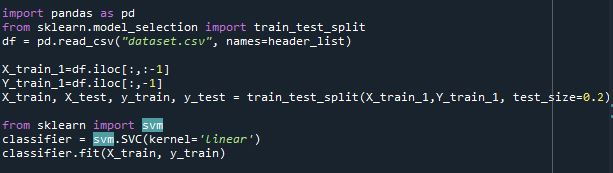 import pandas as pd
from sklearn.model_selection import train_test_split
df = pd.read_csv("dataset.csv", names=header_list)
X_train_1=df.iloc[:,:-1]
Y_train_1=df.iloc[:,-1]
X_train, X_test, y_train, y_test = train_test_split(X_train_1,Y_train_1, test_size=0.2)
from sklearn import svm
classifier = svm.SVC(kernel='linear')
classifier.fit(X_train, y_train)